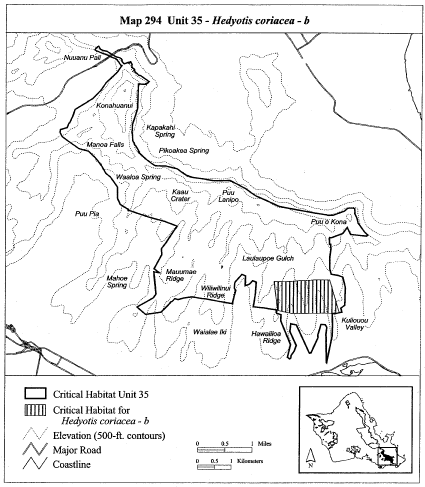 Map 294 Unit 35 - Hedyotis coriacea - b
Nuuanu Pali
Konahuanui
Kapakahi
Spring
Manoa Falls
Pikoakea Spring
Waaloa Spring
Kaau
Crater
Puu
Lanipo
Puu Pia
Puu o Kona
Laulaupoe Gulch
Mahoe
Spring
Mauumae
Ridge
Wiliwilinui
Ridge
Kuliouou
Valley
Waialae Iki
Hawailloa
Ridge
Critical Habitat Unit 35
Critical Habitat for
Hedyotis coriacea - b
Elevation (500-ft. contours)
Major Road
Coastline
0 0.5 1 Miles
0 0.5 1 Kilometers
N